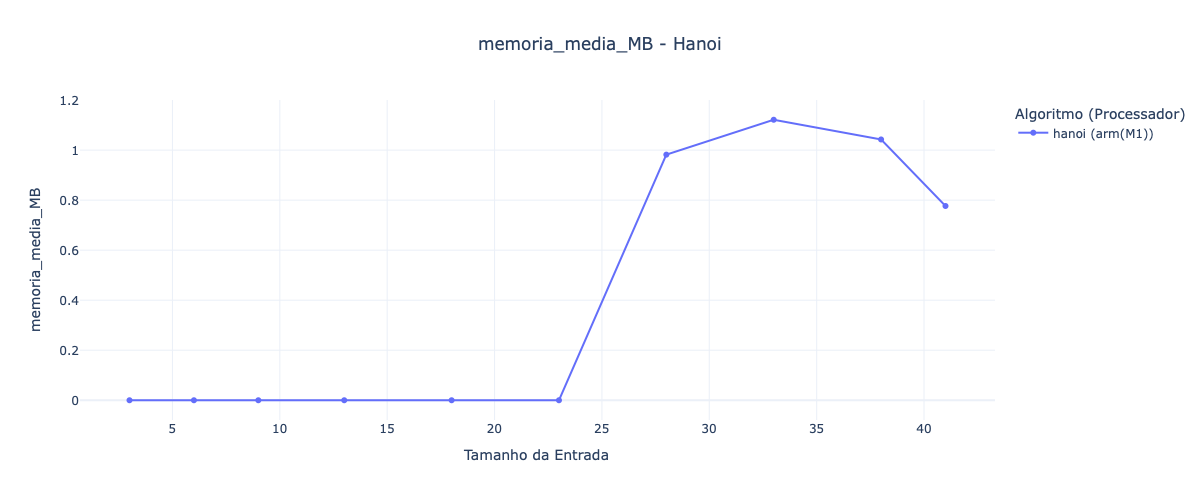 memoria_media_MB - Hanoi
memoria_media_MB
1.2
1
0.8
0.6
0.4
0.2
0
5 10 15 20 25 30 35 40
Tamanho da Entrada
Algoritmo (Processador)
hanoi (arm(M1))